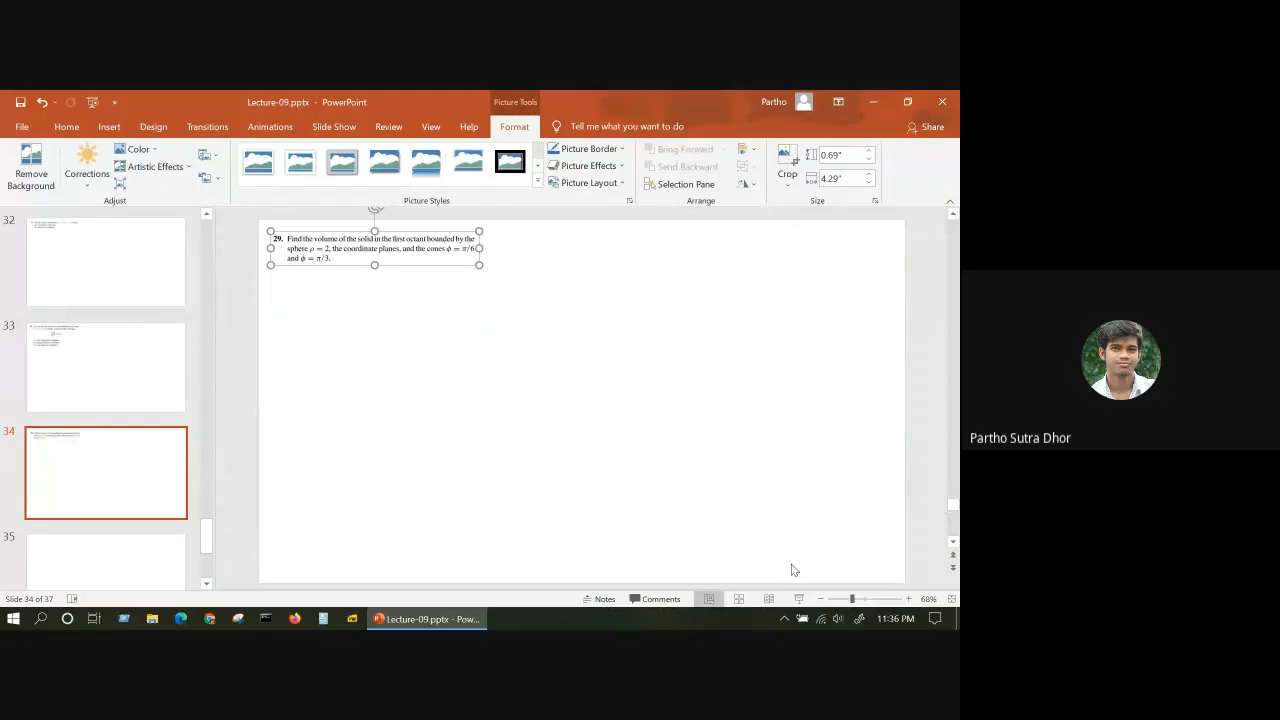 Lecture-09.pptx - PowerPoint
Picture Tools
Partho
File
Home
Insert
Design
Transitions
Animations
Slide Show
Review
View
Help
Format
Tell me what you want to do
Share
Remove Background
Corrections
Color
Artistic Effects
Picture Border
Picture Effects
Picture Layout
Bring Forward
Send Backward
Selection Pane
Crop
0.69"
4.29"
Adjust
Picture Styles
Arrange
Size
32
33
34
35
29. Find the volume of the solid in the first octant bounded by the
sphere ρ = 2, the coordinate planes, and the cones ϕ = π/6
and ϕ = π/3.
Partho Sutra Dhor
Slide 34 of 37
Notes
Comments
68%
Lecture-09.pptx - Pow...
11:36 PM